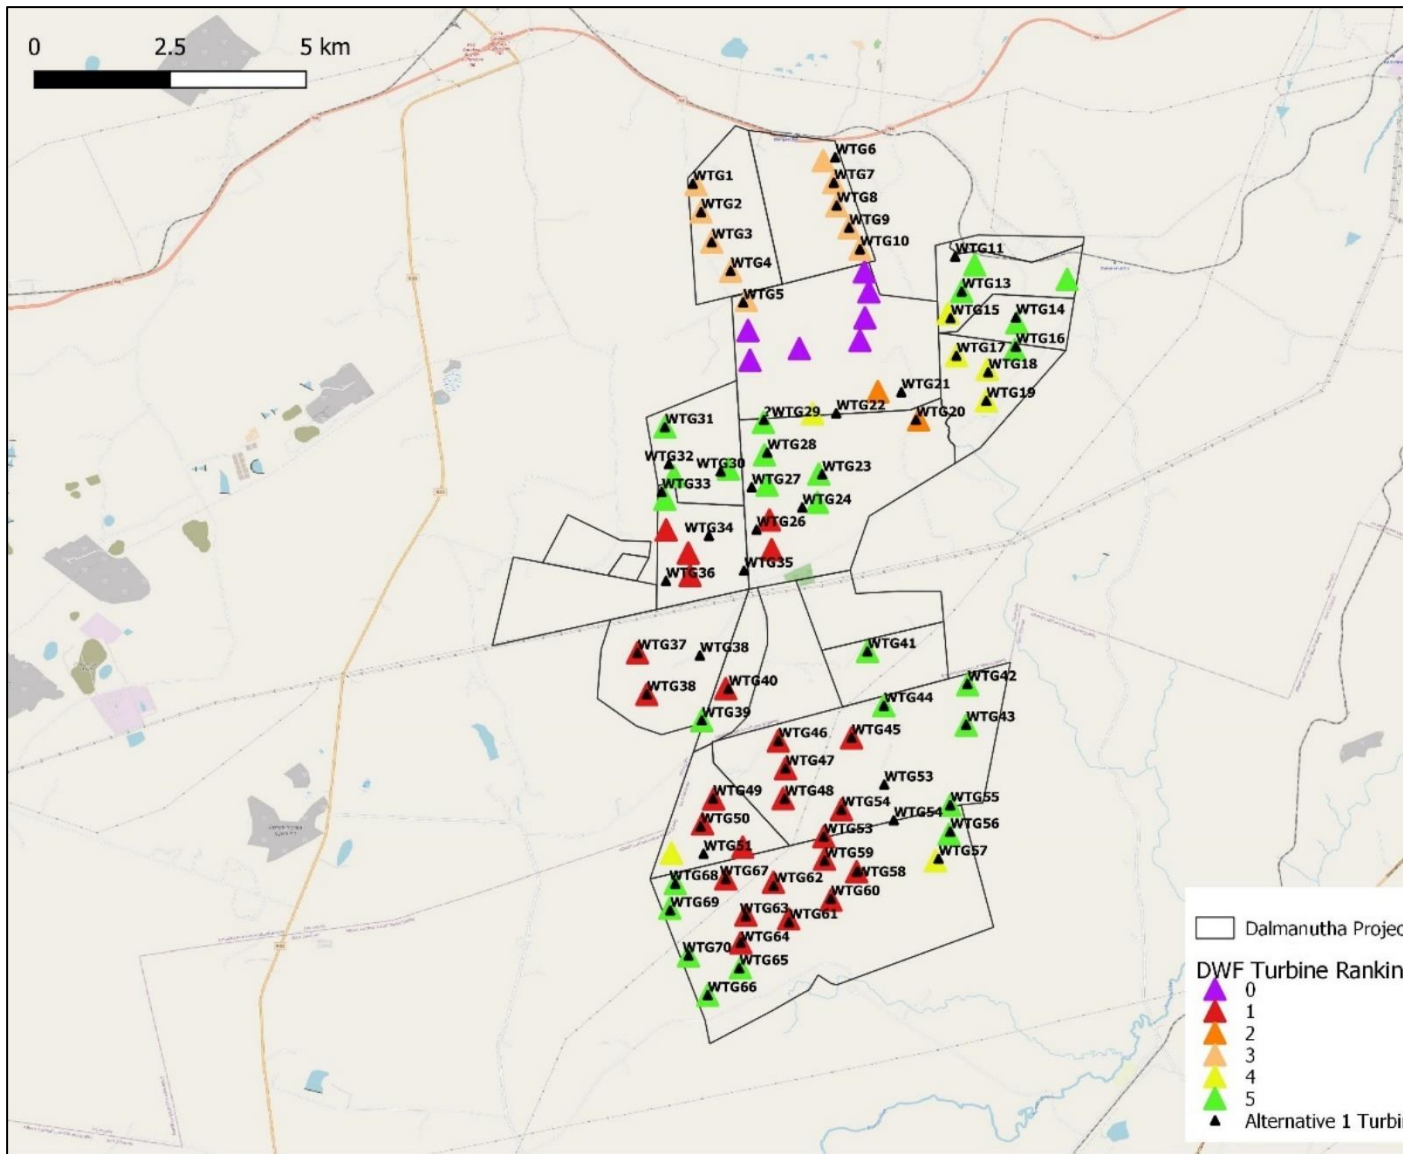 0 2.5 5 km
WTG6
WTG1
WTG7
WTG2
WTG8
WTG3
WTG9
WTG10
WTG4
WTG11
WTG5
WTG13
WTG15
WTG14
WTG16
WTG17
WTG18
WTG21
WTG19
?WTG29
WTG22
WTG20
WTG31
WTG28
WTG32
WTG30
WTG23
WTG33
WTG27
WTG24
WTG34
WTG26
WTG36
WTG35
WTG37
WTG38
WTG41
WTG38
WTG40
WTG42
WTG39
WTG44
WTG43
WTG46
WTG45
WTG47
WTG53
WTG49
WTG48
WTG54
WTG54
WTG55
WTG50
WTG53
WTG56
WTG51
WTG59
WTG57
WTG68
WTG67
WTG62
WTG58
WTG69
WTG63
WTG61
WTG60
WTG64
WTG70
WTG65
WTG66
Dalmanutha Projec
DWF Turbine Rankin
0
1
2
3
4
5
Alternative 1 Turbi